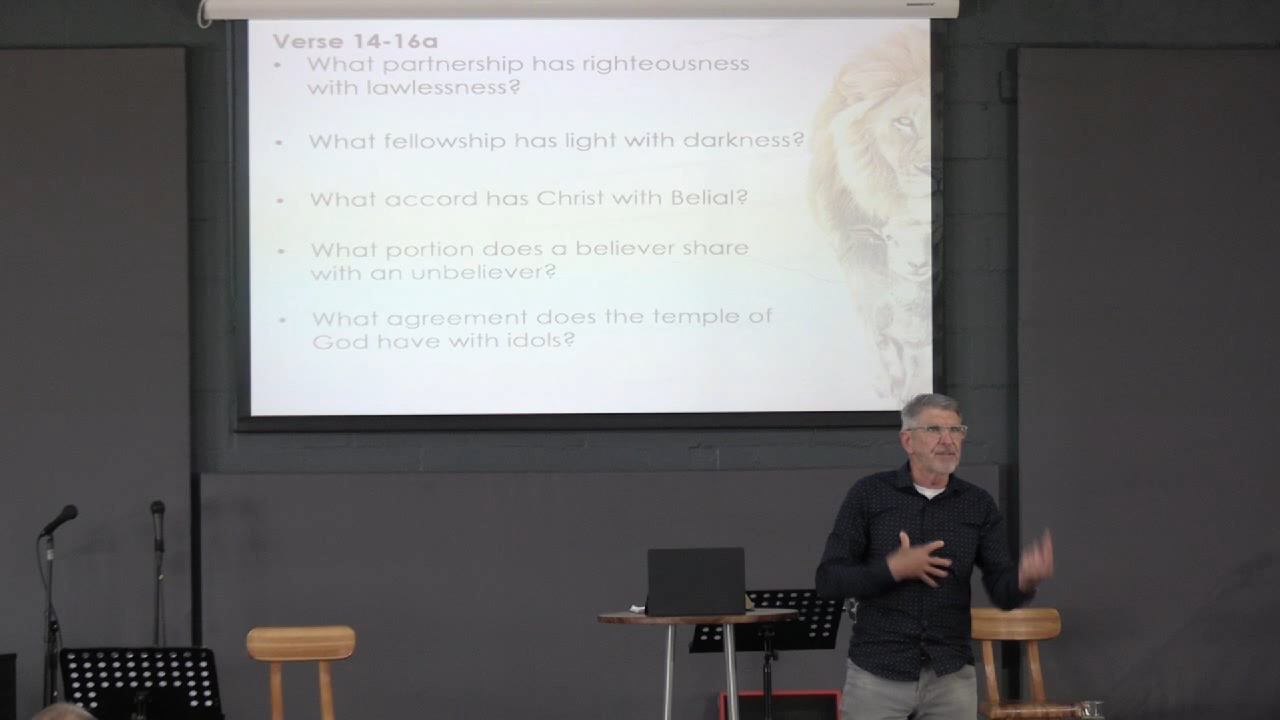 Verse 14-16a
• What partnership has righteousness
with lawlessness?
• What fellowship has light with darkness?
• What accord has Christ with Belial?
• What portion does a believer share
with an unbeliever?
• What agreement does the temple of
God have with idols?